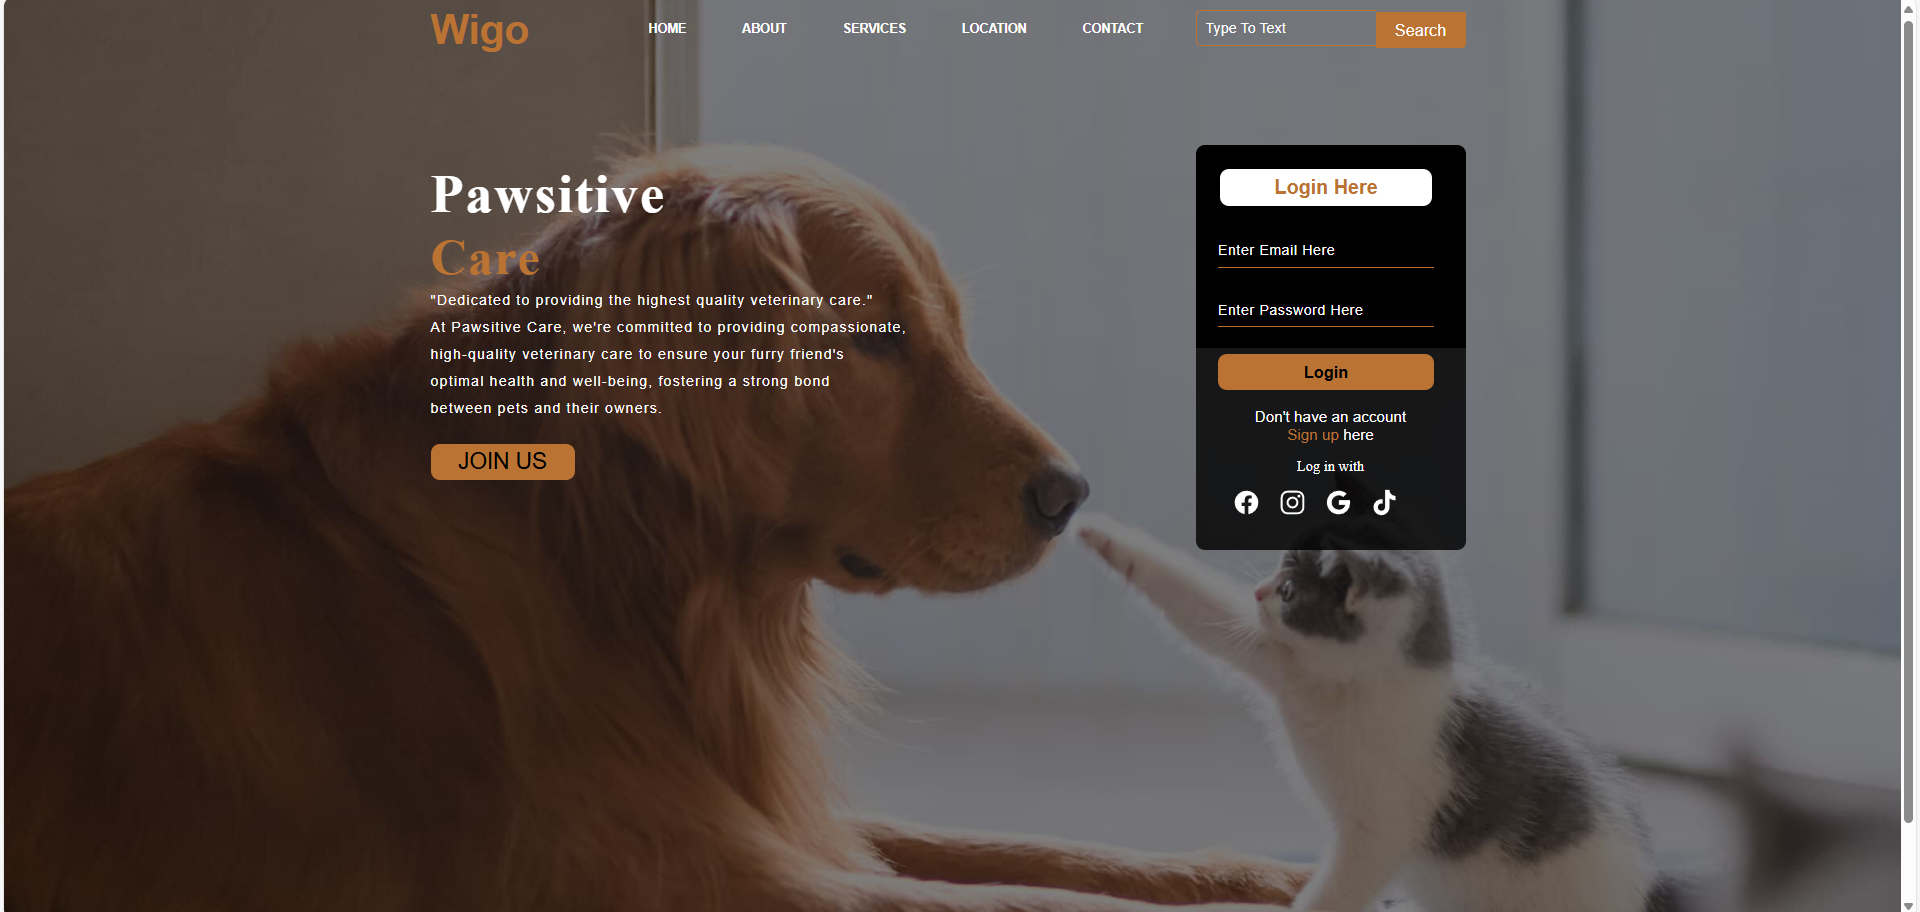 Wigo
HOME
ABOUT
SERVICES
LOCATION
CONTACT
Type To Text
Search
Pawsitive
Care
"Dedicated to providing the highest quality veterinary care."
At Pawsitive Care, we're committed to providing compassionate,
high-quality veterinary care to ensure your furry friend's
optimal health and well-being, fostering a strong bond
between pets and their owners.
JOIN US
Login Here
Enter Email Here
Enter Password Here
Login
Don't have an account
Sign up here
Log in with